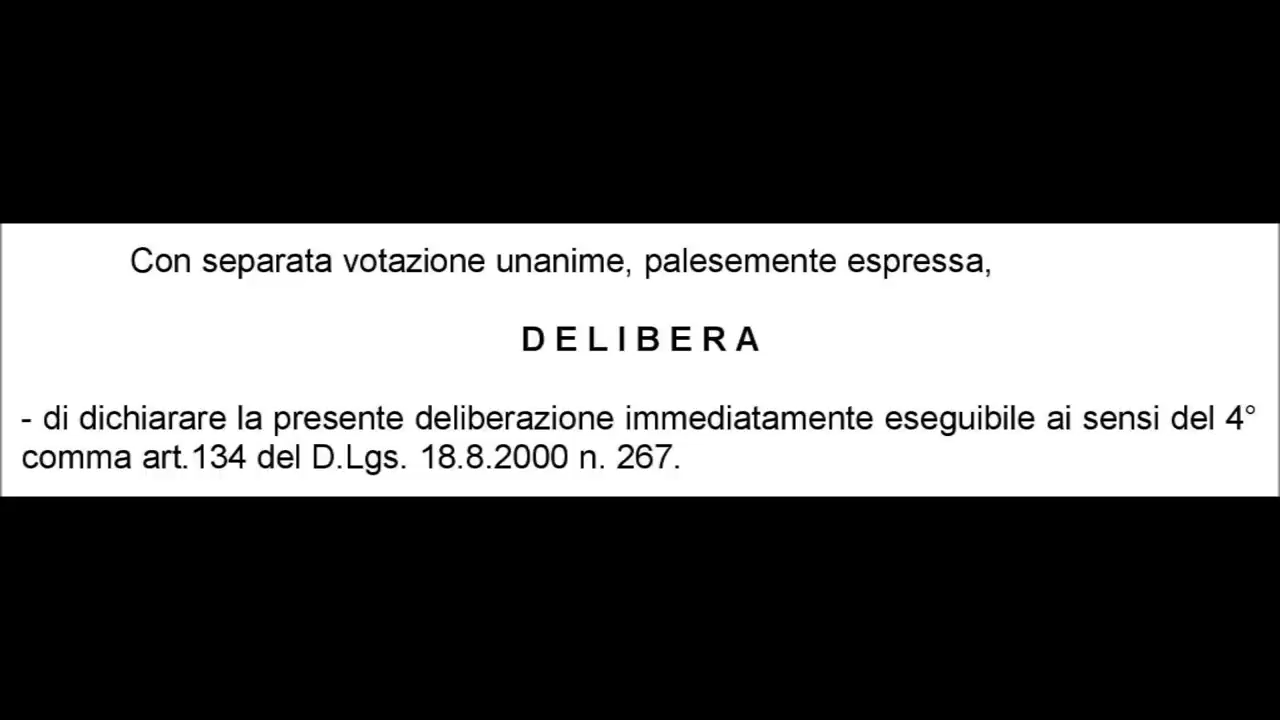 Con separata votazione unanime, palesemente espressa,
D E L I B E R A
- di dichiarare la presente deliberazione immediatamente eseguibile ai sensi del 4°
comma art.134 del D.Lgs. 18.8.2000 n. 267.